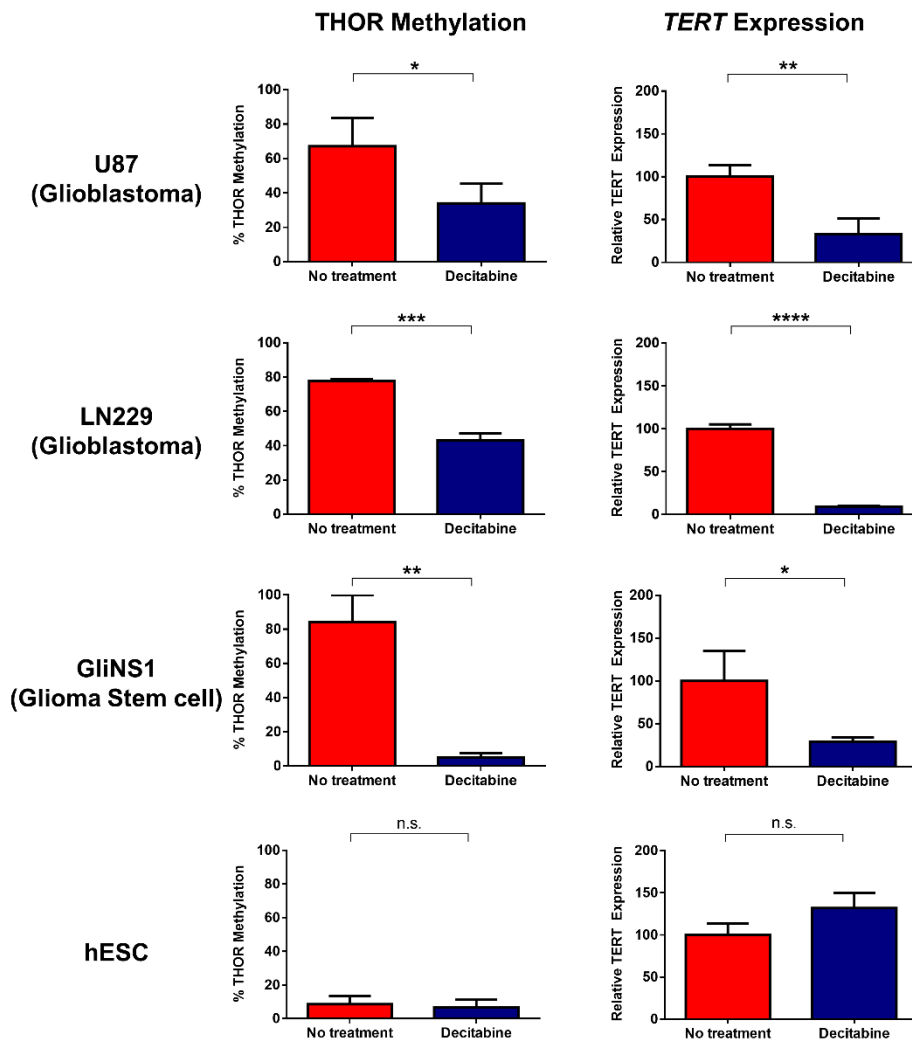 THOR Methylation
TERT Expression
U87
(Glioblastoma)
% THOR Methylation
100
80
60
40
20
0
*
No treatment
Decitabine
Relative TERT Expression
200
150
100
50
0
**
No treatment
Decitabine
LN229
(Glioblastoma)
% THOR Methylation
100
80
60
40
20
0
***
No treatment
Decitabine
Relative TERT Expression
200
150
100
50
0
****
No treatment
Decitabine
GliNS1
(Glioma Stem cell)
% THOR Methylation
100
80
60
40
20
0
**
No treatment
Decitabine
Relative TERT Expression
200
150
100
50
0
*
No treatment
Decitabine
hESC
% THOR Methylation
100
80
60
40
20
0
n.s.
No treatment
Decitabine
Relative TERT Expression
200
150
100
50
0
n.s.
No treatment
Decitabine